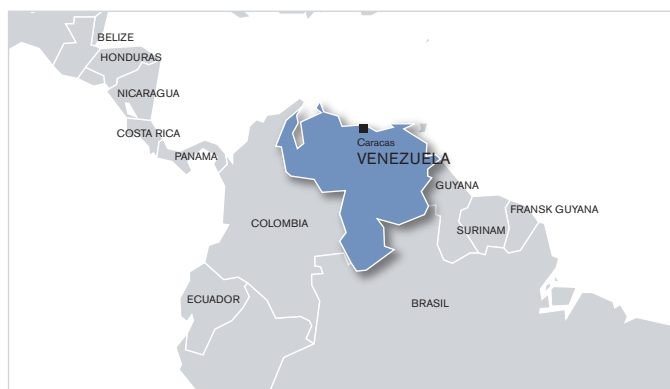 BELIZE
HONDURAS
NICARAGUA
COSTA RICA
PANAMA
Caracas
VENEZUELA
GUYANA
FRANSK GUYANA
SURINAM
COLOMBIA
ECUADOR
BRASIL